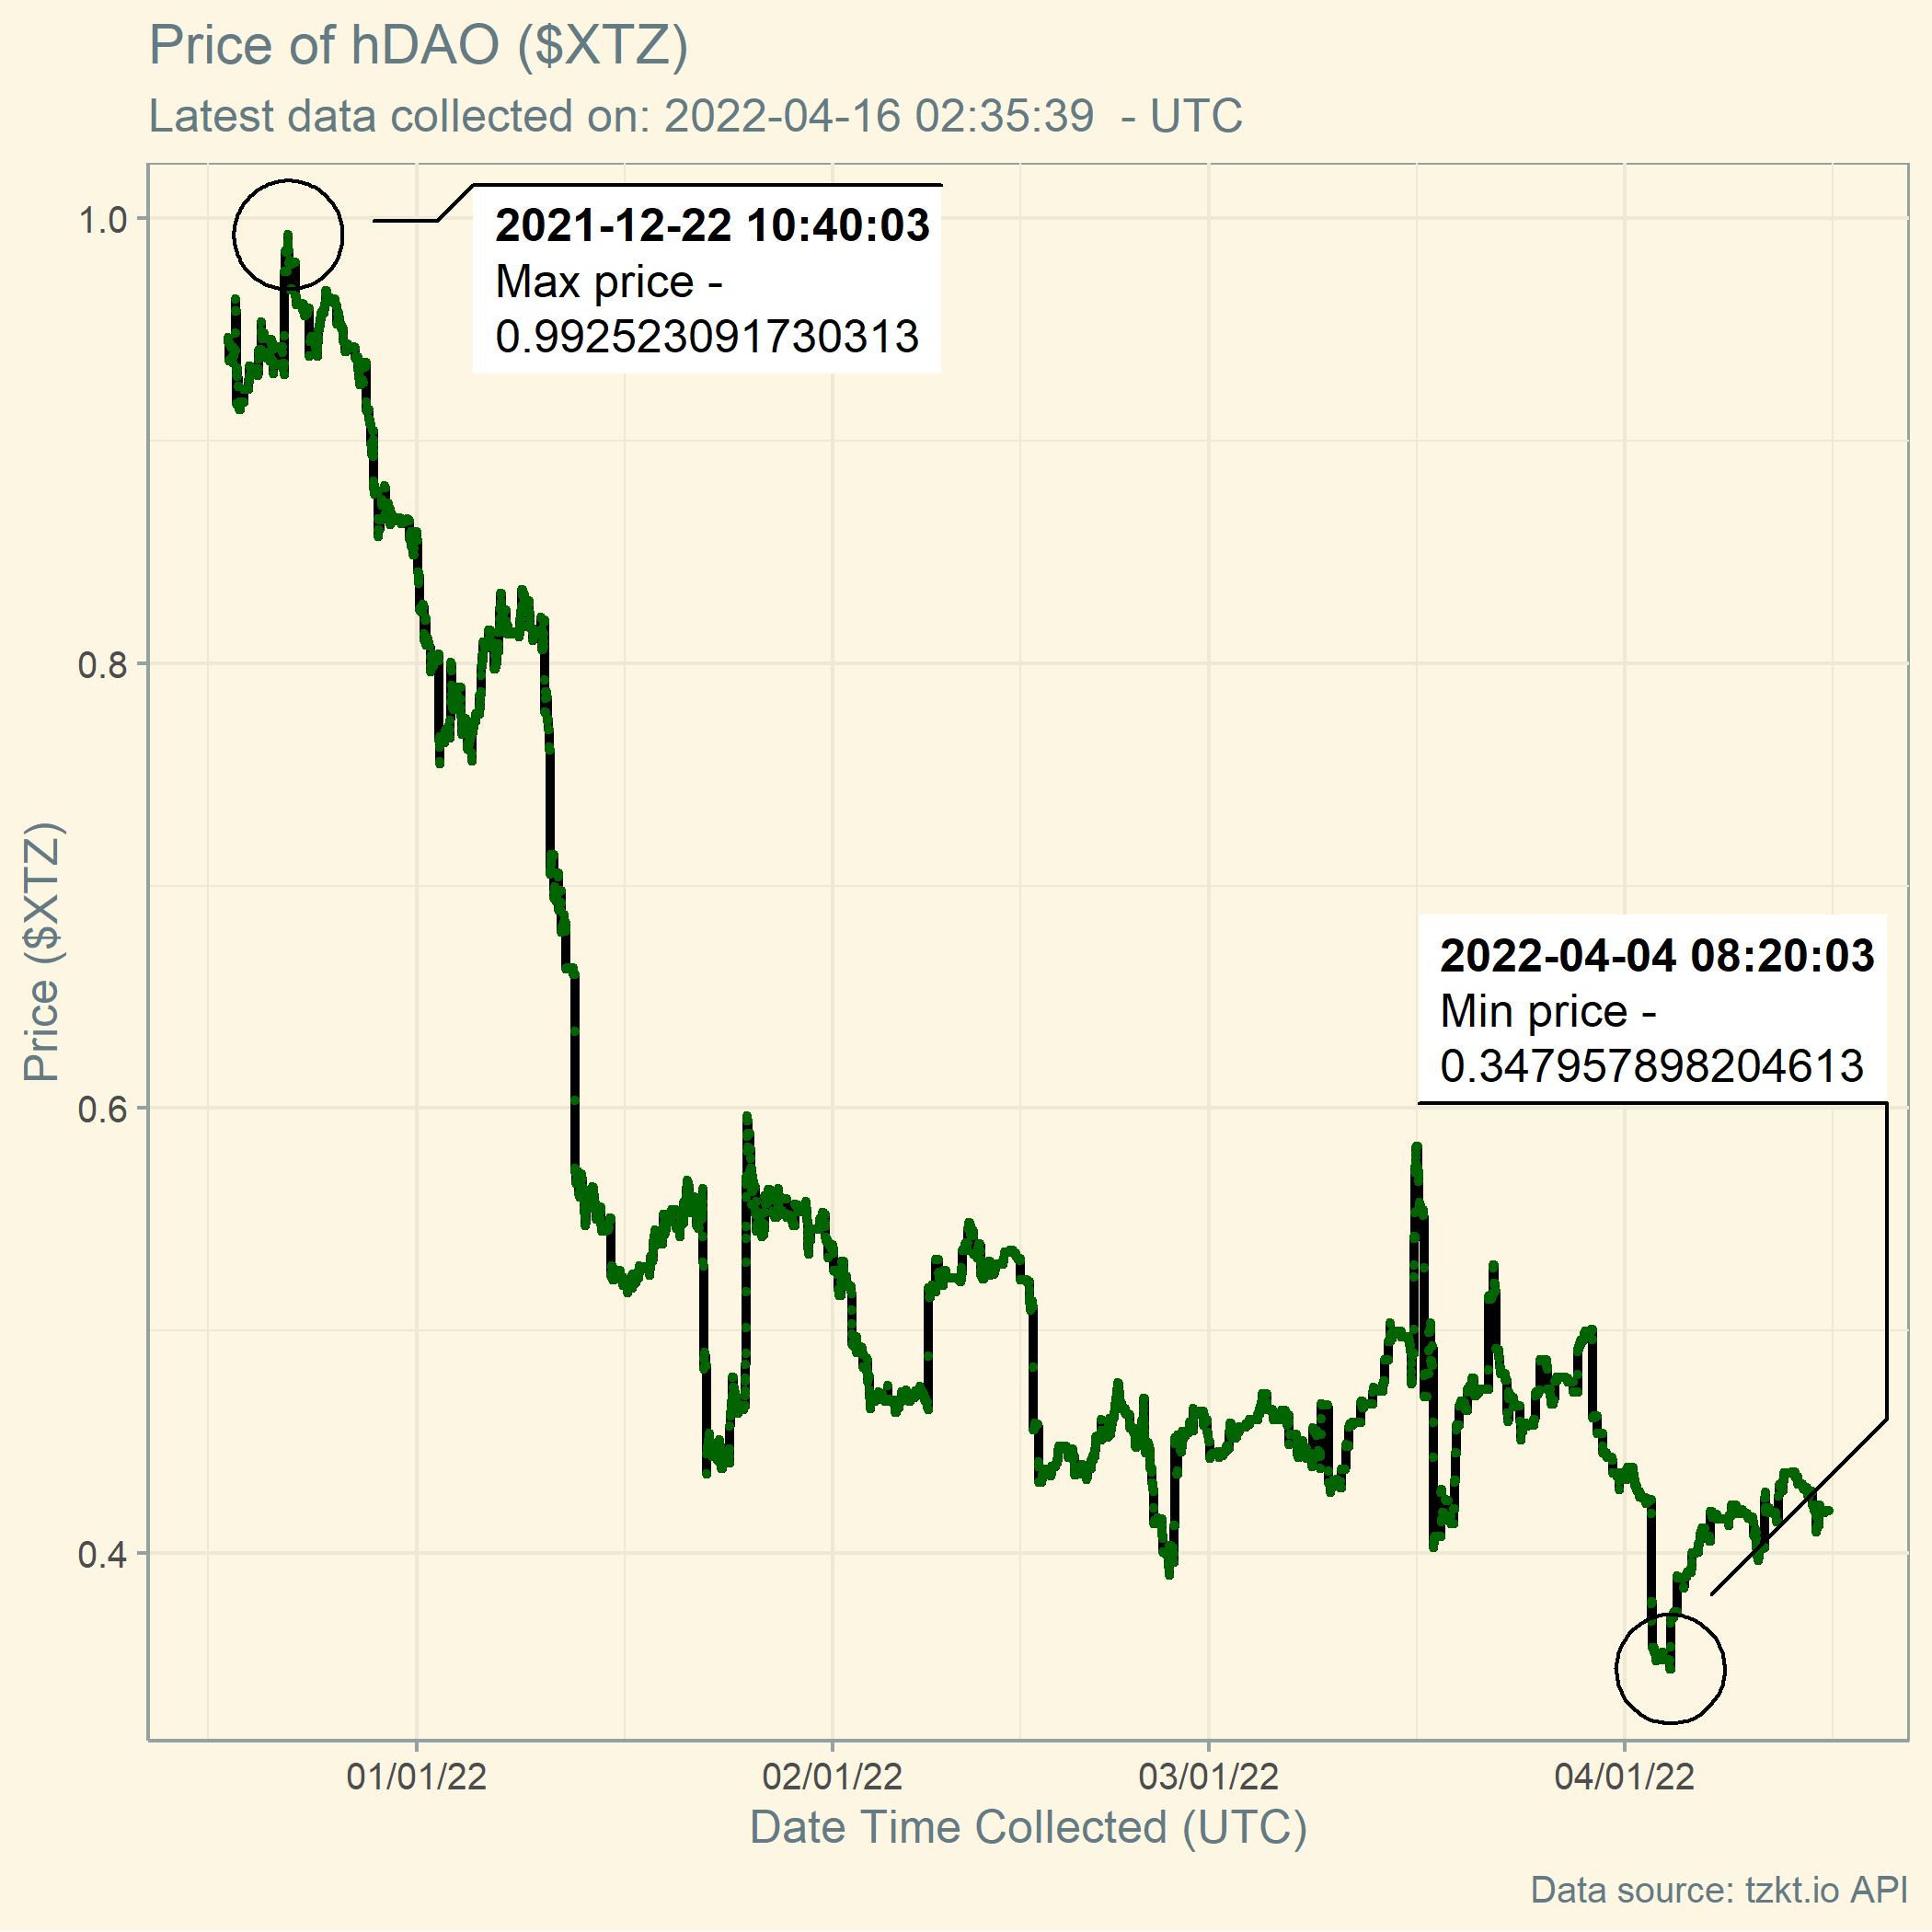 Price of hDAO ($XTZ)
Latest data collected on: 2022-04-16 02:35:39  - UTC
2021-12-22 10:40:03
Max price -
0.992523091730313
2022-04-04 08:20:03
Min price -
0.347957898204613
Price ($XTZ)
1.0
0.8
0.6
0.4
01/01/22
02/01/22
03/01/22
04/01/22
Date Time Collected (UTC)
Data source: tzkt.io API